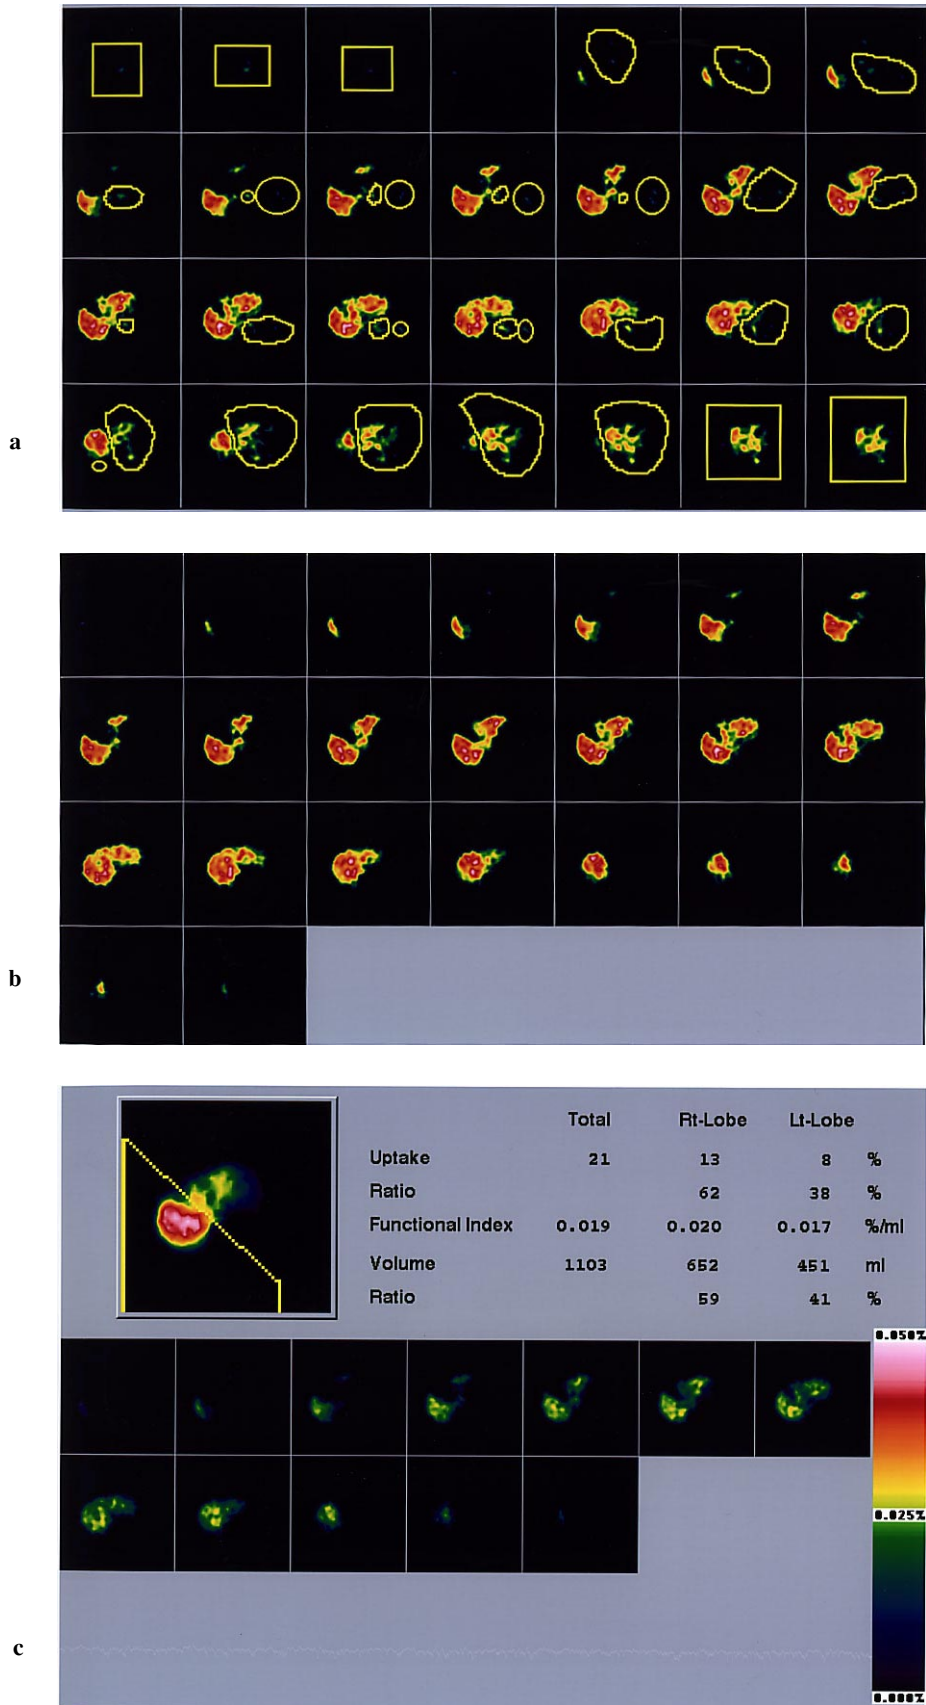 a
b
Total Rt-Lobe Lt-Lobe
Uptake 21 13 8 %
Ratio 62 38 %
Functional Index 0.019 0.020 0.017 %/ml
Volume 1103 652 451 ml
Ratio 59 41 %
0.050%
0.025%
c
0.000%